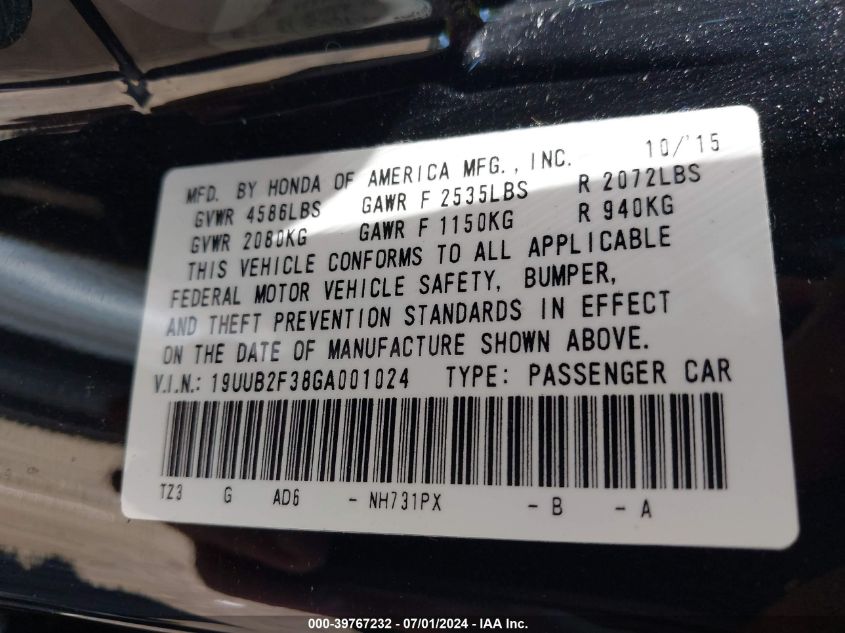 MFD. BY HONDA OF AMERICA MFG., INC. 10/'15
GVWR 4586LBS GAWR F 2535LBS R 2072LBS
GVWR 2080KG GAWR F 1150KG R 940KG
THIS VEHICLE CONFORMS TO ALL APPLICABLE
FEDERAL MOTOR VEHICLE SAFETY, BUMPER,
AND THEFT PREVENTION STANDARDS IN EFFECT
ON THE DATE OF MANUFACTURE SHOWN ABOVE.
V.I.N.: 19UUB2F38GA001024 TYPE: PASSENGER CAR
TZ3 G AD6 - NH731PX - B - A
000-39767232 - 07/01/2024 - IAA Inc.